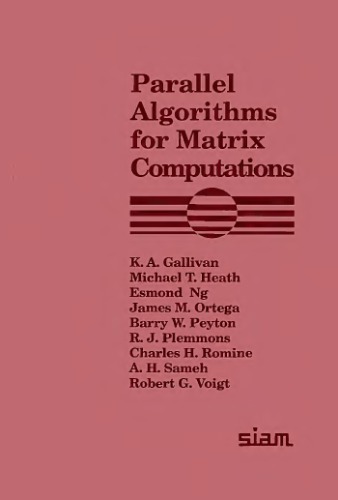 Parallel
Algorithms
for Matrix
Computations
K. A. Gallivan
Michael T. Heath
Esmond Ng
James M. Ortega
Barry W. Peyton
R. J. Plemmons
Charles H. Romine
A. H. Sameh
Robert G. Voigt
siam